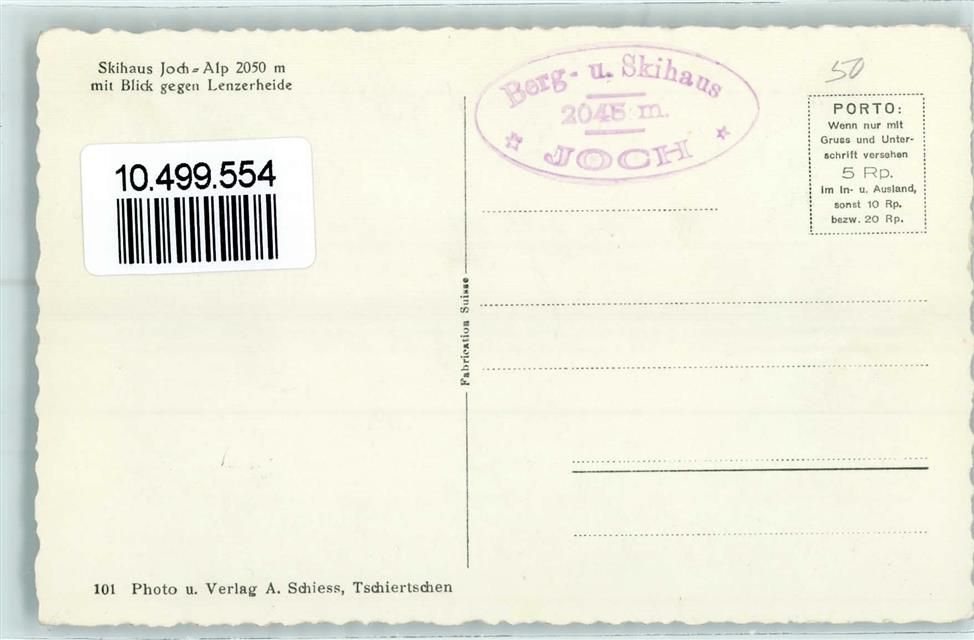 Skihaus Joch-Alp 2050 m
mit Blick gegen Lenzerheide
10.499.554
Berg- u. Skihaus
2045 m.
JOCH
50
PORTO:
Wenn nur mit
Gruss und Unter-
schrift versehen
5 Rp.
im In- u. Ausland,
sonst 10 Rp.
bezw. 20 Rp.
Fabrication Suisse
101 Photo u. Verlag A. Schiess, Tschiertschen